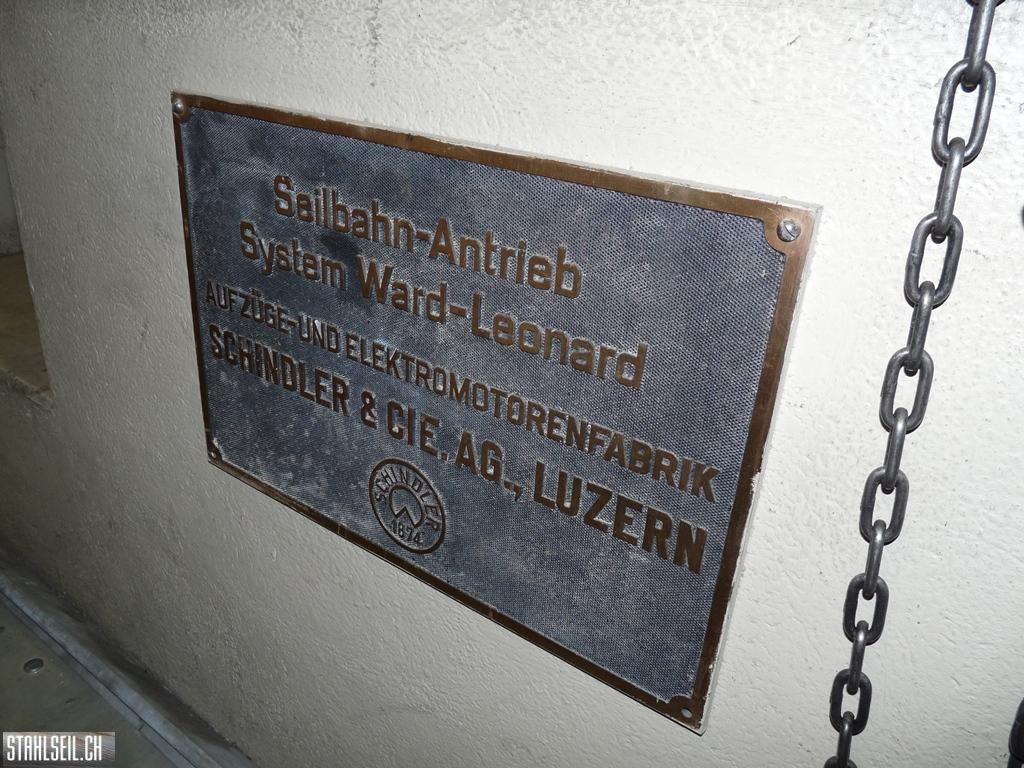 Seilbahn-Antrieb
System Ward-Leonard
AUFZÜGE-UND ELEKTROMOTORENFABRIK
SCHINDLER & CIE. AG., LUZERN
SCHINDLER
1874
STAHLSEIL.CH